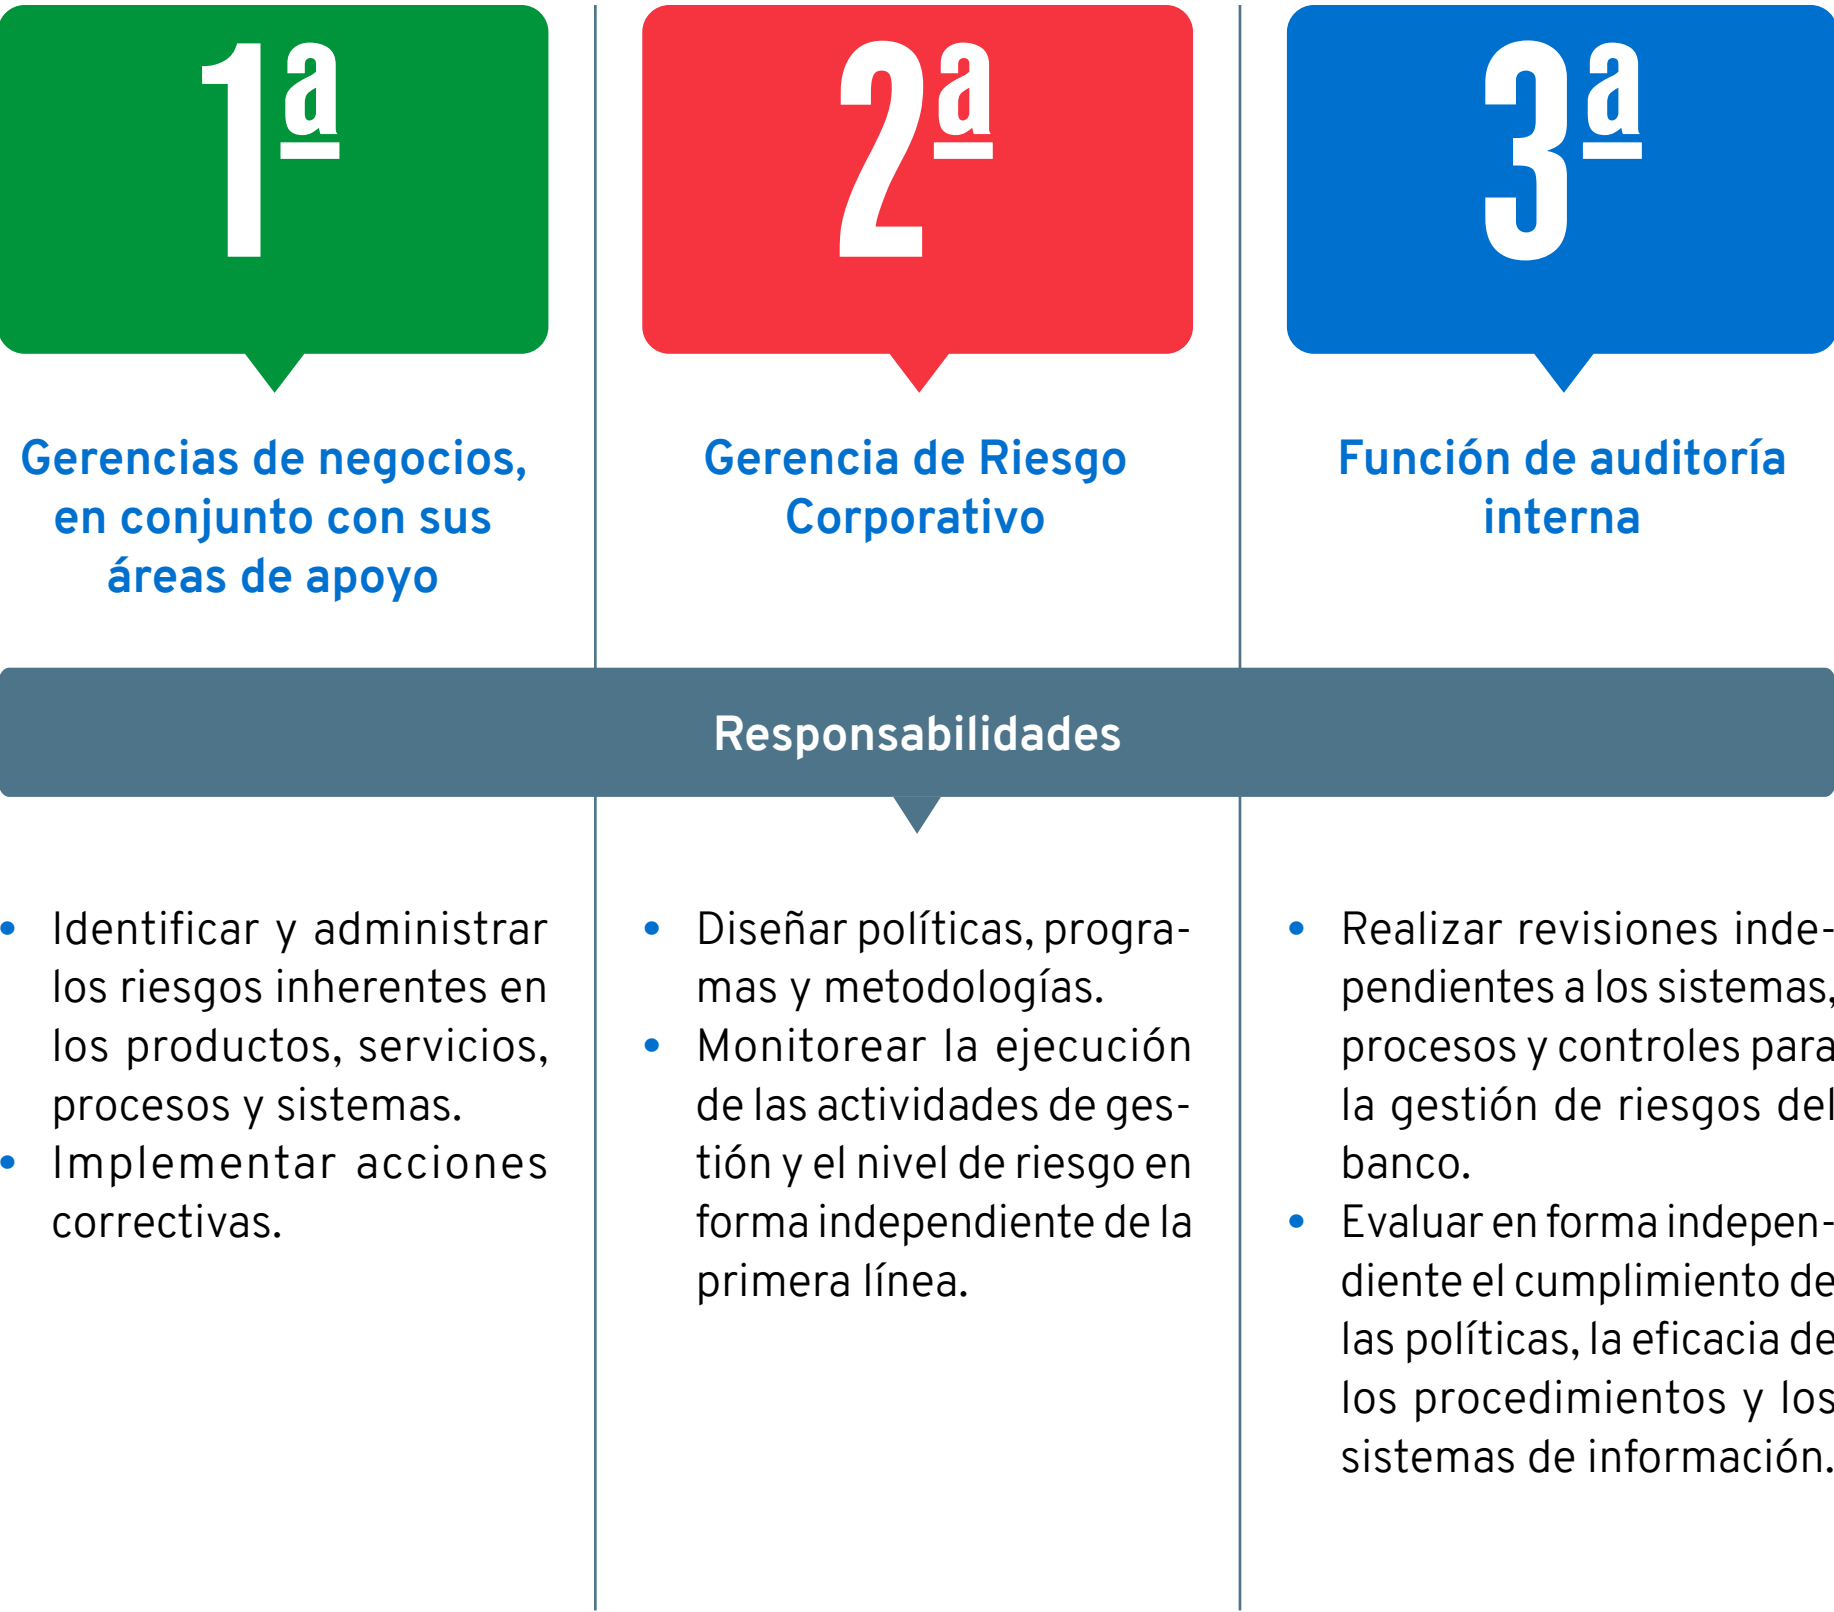 1ª
Gerencias de negocios,
en conjunto con sus
áreas de apoyo
2ª
Gerencia de Riesgo
Corporativo
3ª
Función de auditoría
interna
Responsabilidades
• Identificar y administrar
los riesgos inherentes en
los productos, servicios,
procesos y sistemas.
• Implementar acciones
correctivas.
• Diseñar políticas, progra-
mas y metodologías.
• Monitorear la ejecución
de las actividades de ges-
tión y el nivel de riesgo en
forma independiente de la
primera línea.
• Realizar revisiones inde-
pendientes a los sistemas,
procesos y controles para
la gestión de riesgos del
banco.
• Evaluar en forma indepen-
diente el cumplimiento de
las políticas, la eficacia de
los procedimientos y los
sistemas de información.